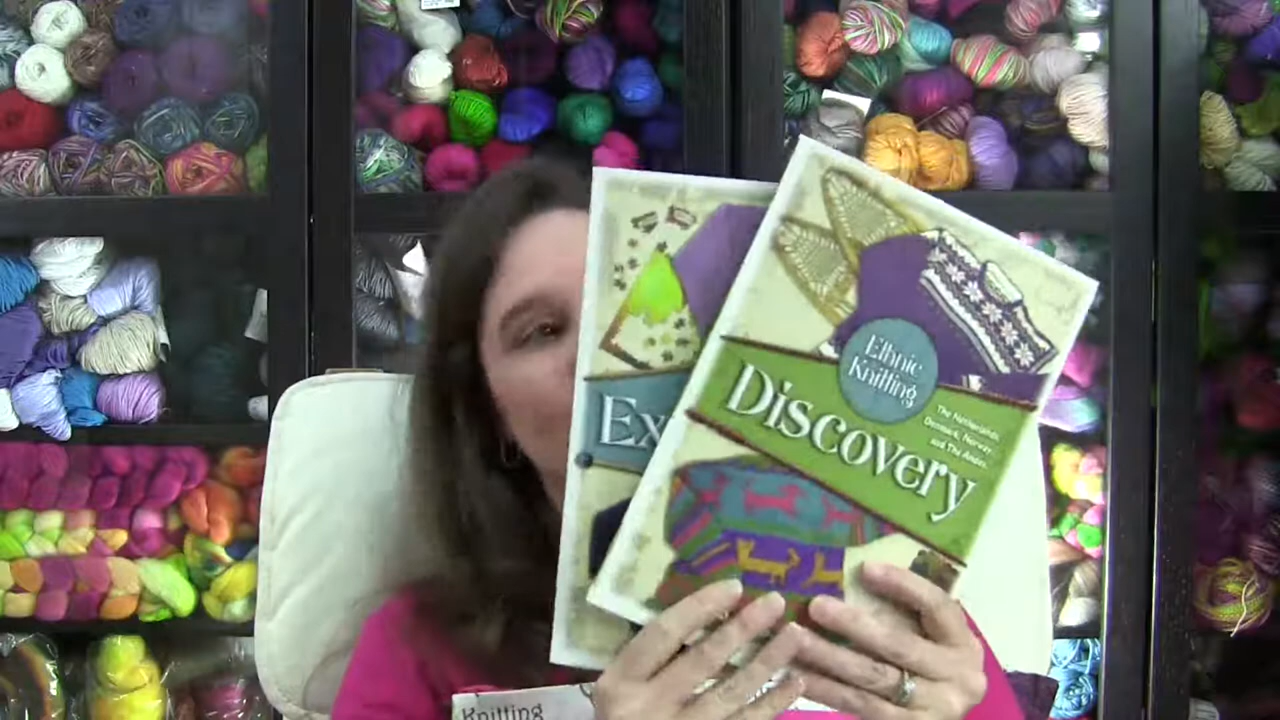 Ethnic
Knitting
Discovery
The Netherlands,
Denmark, Norway,
and The Andes
Ex
Knitting